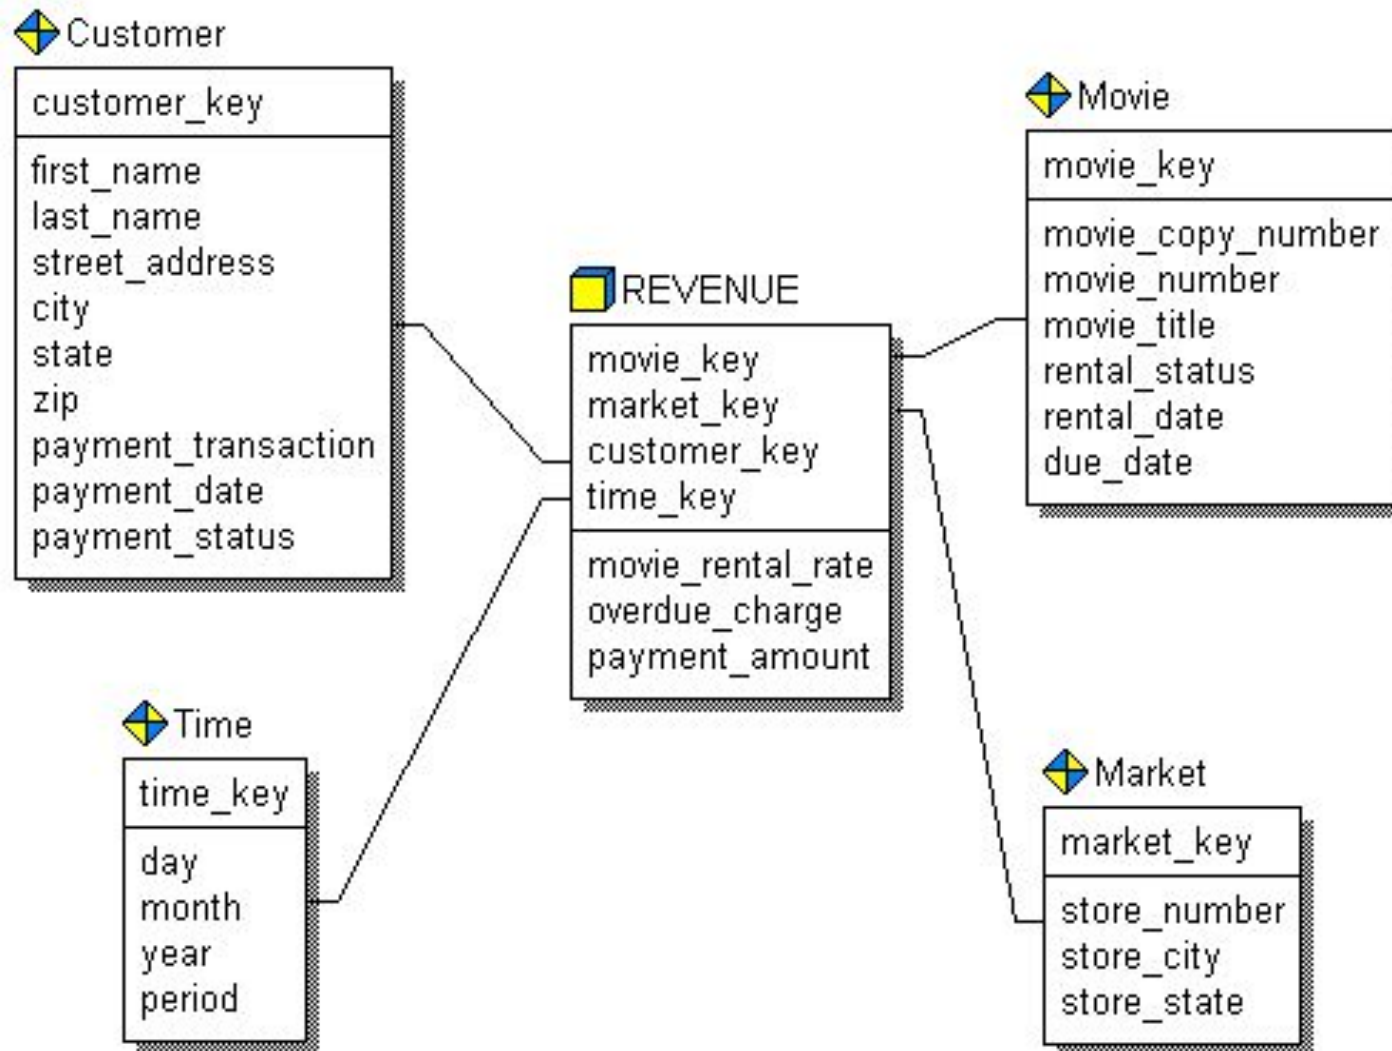 Customer
customer_key
first_name
last_name
street_address
city
state
zip
payment_transaction
payment_date
payment_status
Movie
movie_key
movie_copy_number
movie_number
movie_title
rental_status
rental_date
due_date
REVENUE
movie_key
market_key
customer_key
time_key
movie_rental_rate
overdue_charge
payment_amount
Time
time_key
day
month
year
period
Market
market_key
store_number
store_city
store_state